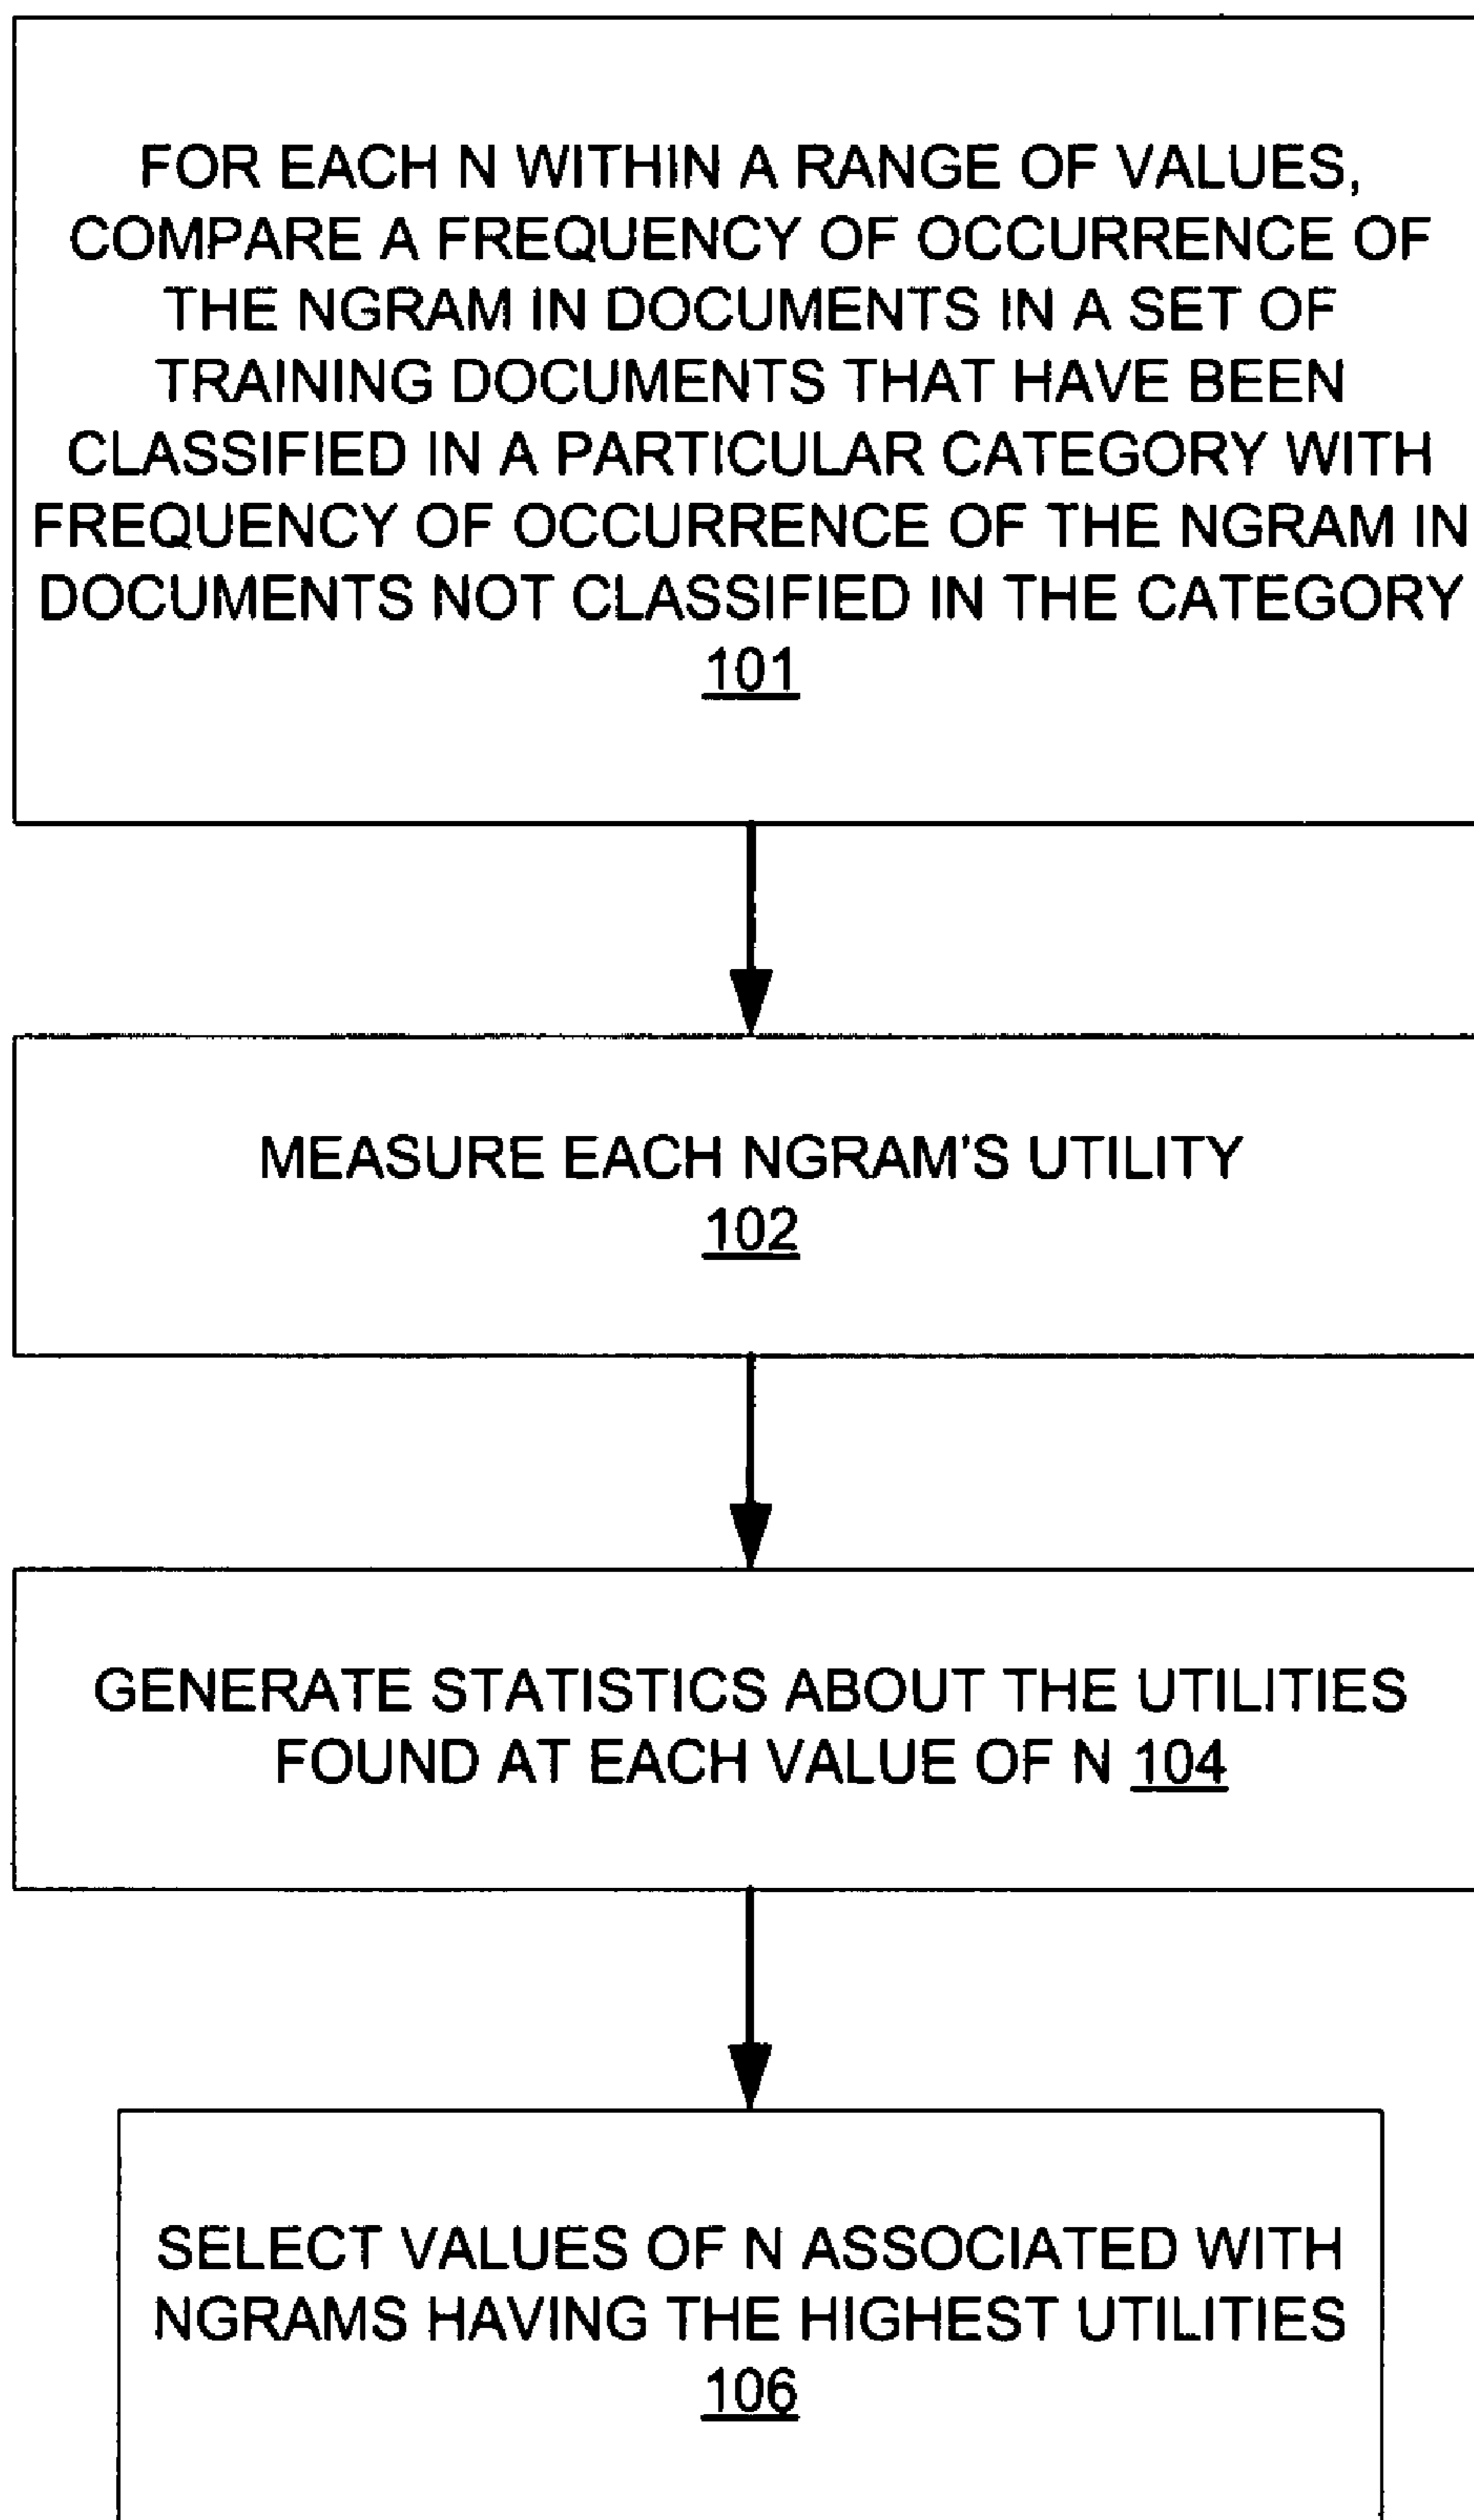 FOR EACH N WITHIN A RANGE OF VALUES,
COMPARE A FREQUENCY OF OCCURRENCE OF
THE NGRAM IN DOCUMENTS IN A SET OF
TRAINING DOCUMENTS THAT HAVE BEEN
CLASSIFIED IN A PARTICULAR CATEGORY WITH
FREQUENCY OF OCCURRENCE OF THE NGRAM IN
DOCUMENTS NOT CLASSIFIED IN THE CATEGORY
101
MEASURE EACH NGRAM'S UTILITY
102
GENERATE STATISTICS ABOUT THE UTILITIES
FOUND AT EACH VALUE OF N 104
SELECT VALUES OF N ASSOCIATED WITH
NGRAMS HAVING THE HIGHEST UTILITIES
106